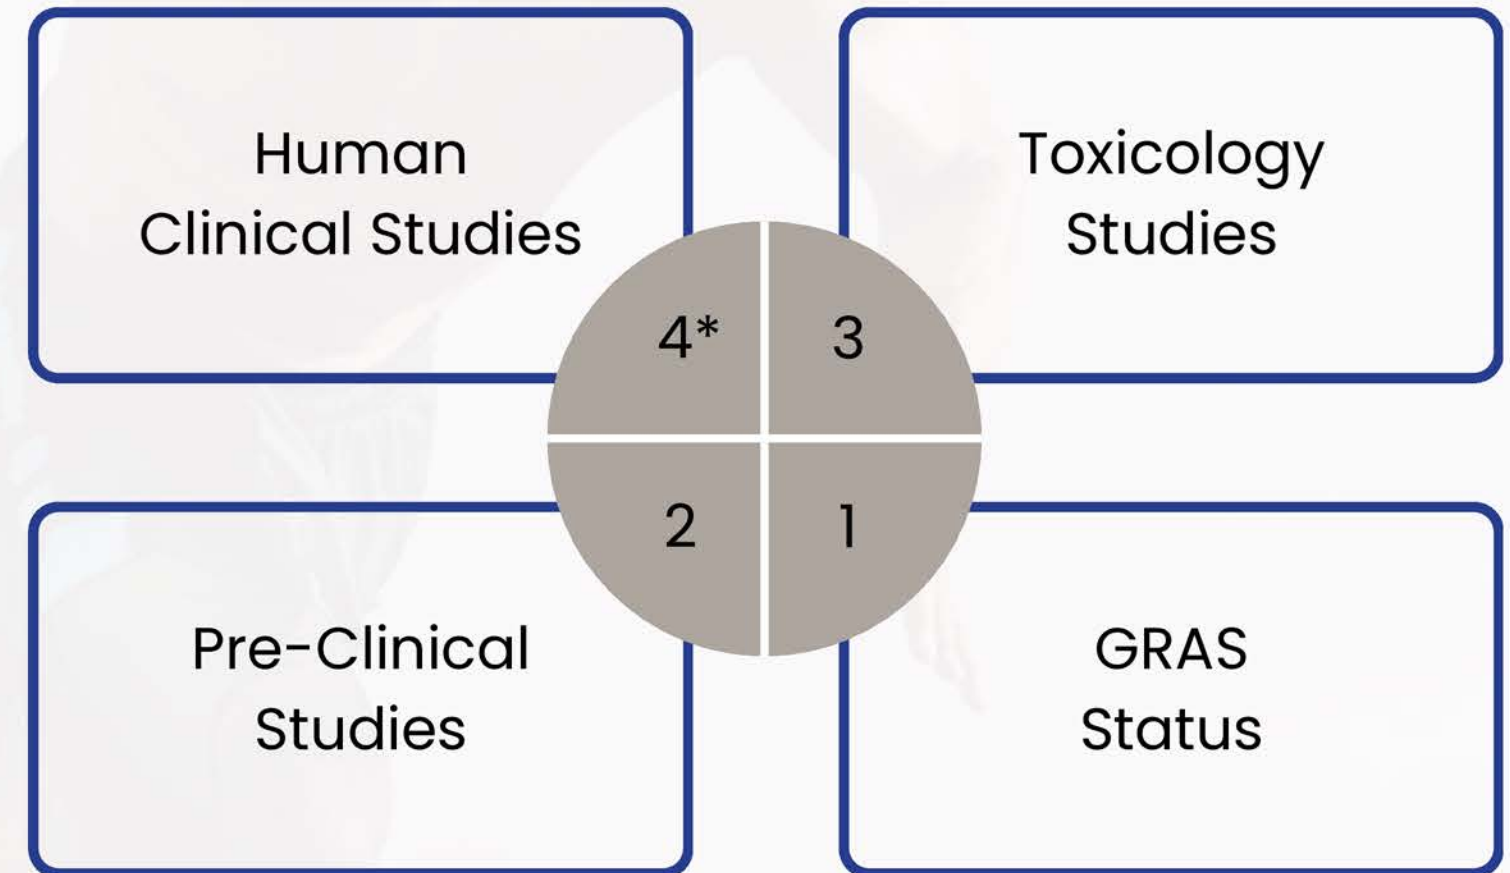 Human
Clinical Studies
Toxicology
Studies
4*
3
2
1
Pre-Clinical
Studies
GRAS
Status